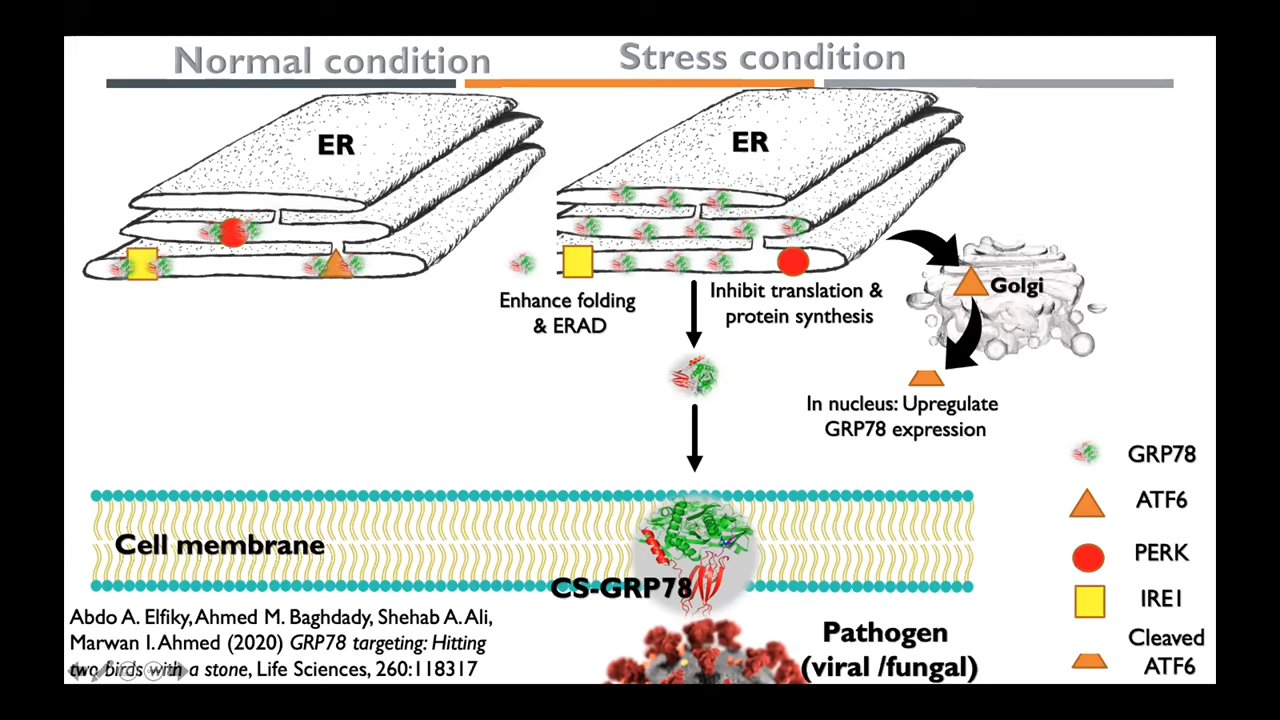 Normal condition
Stress condition
ER
ER
Golgi
Enhance folding
& ERAD
Inhibit translation &
protein synthesis
In nucleus: Upregulate
GRP78 expression
GRP78
ATF6
PERK
IRE1
Cleaved
ATF6
Cell membrane
CS-GRP78
Pathogen
(viral /fungal)
Abdo A. Elfiky, Ahmed M. Baghdady, Shehab A. Ali,
Marwan I. Ahmed (2020) GRP78 targeting: Hitting
two birds with a stone, Life Sciences, 260:118317